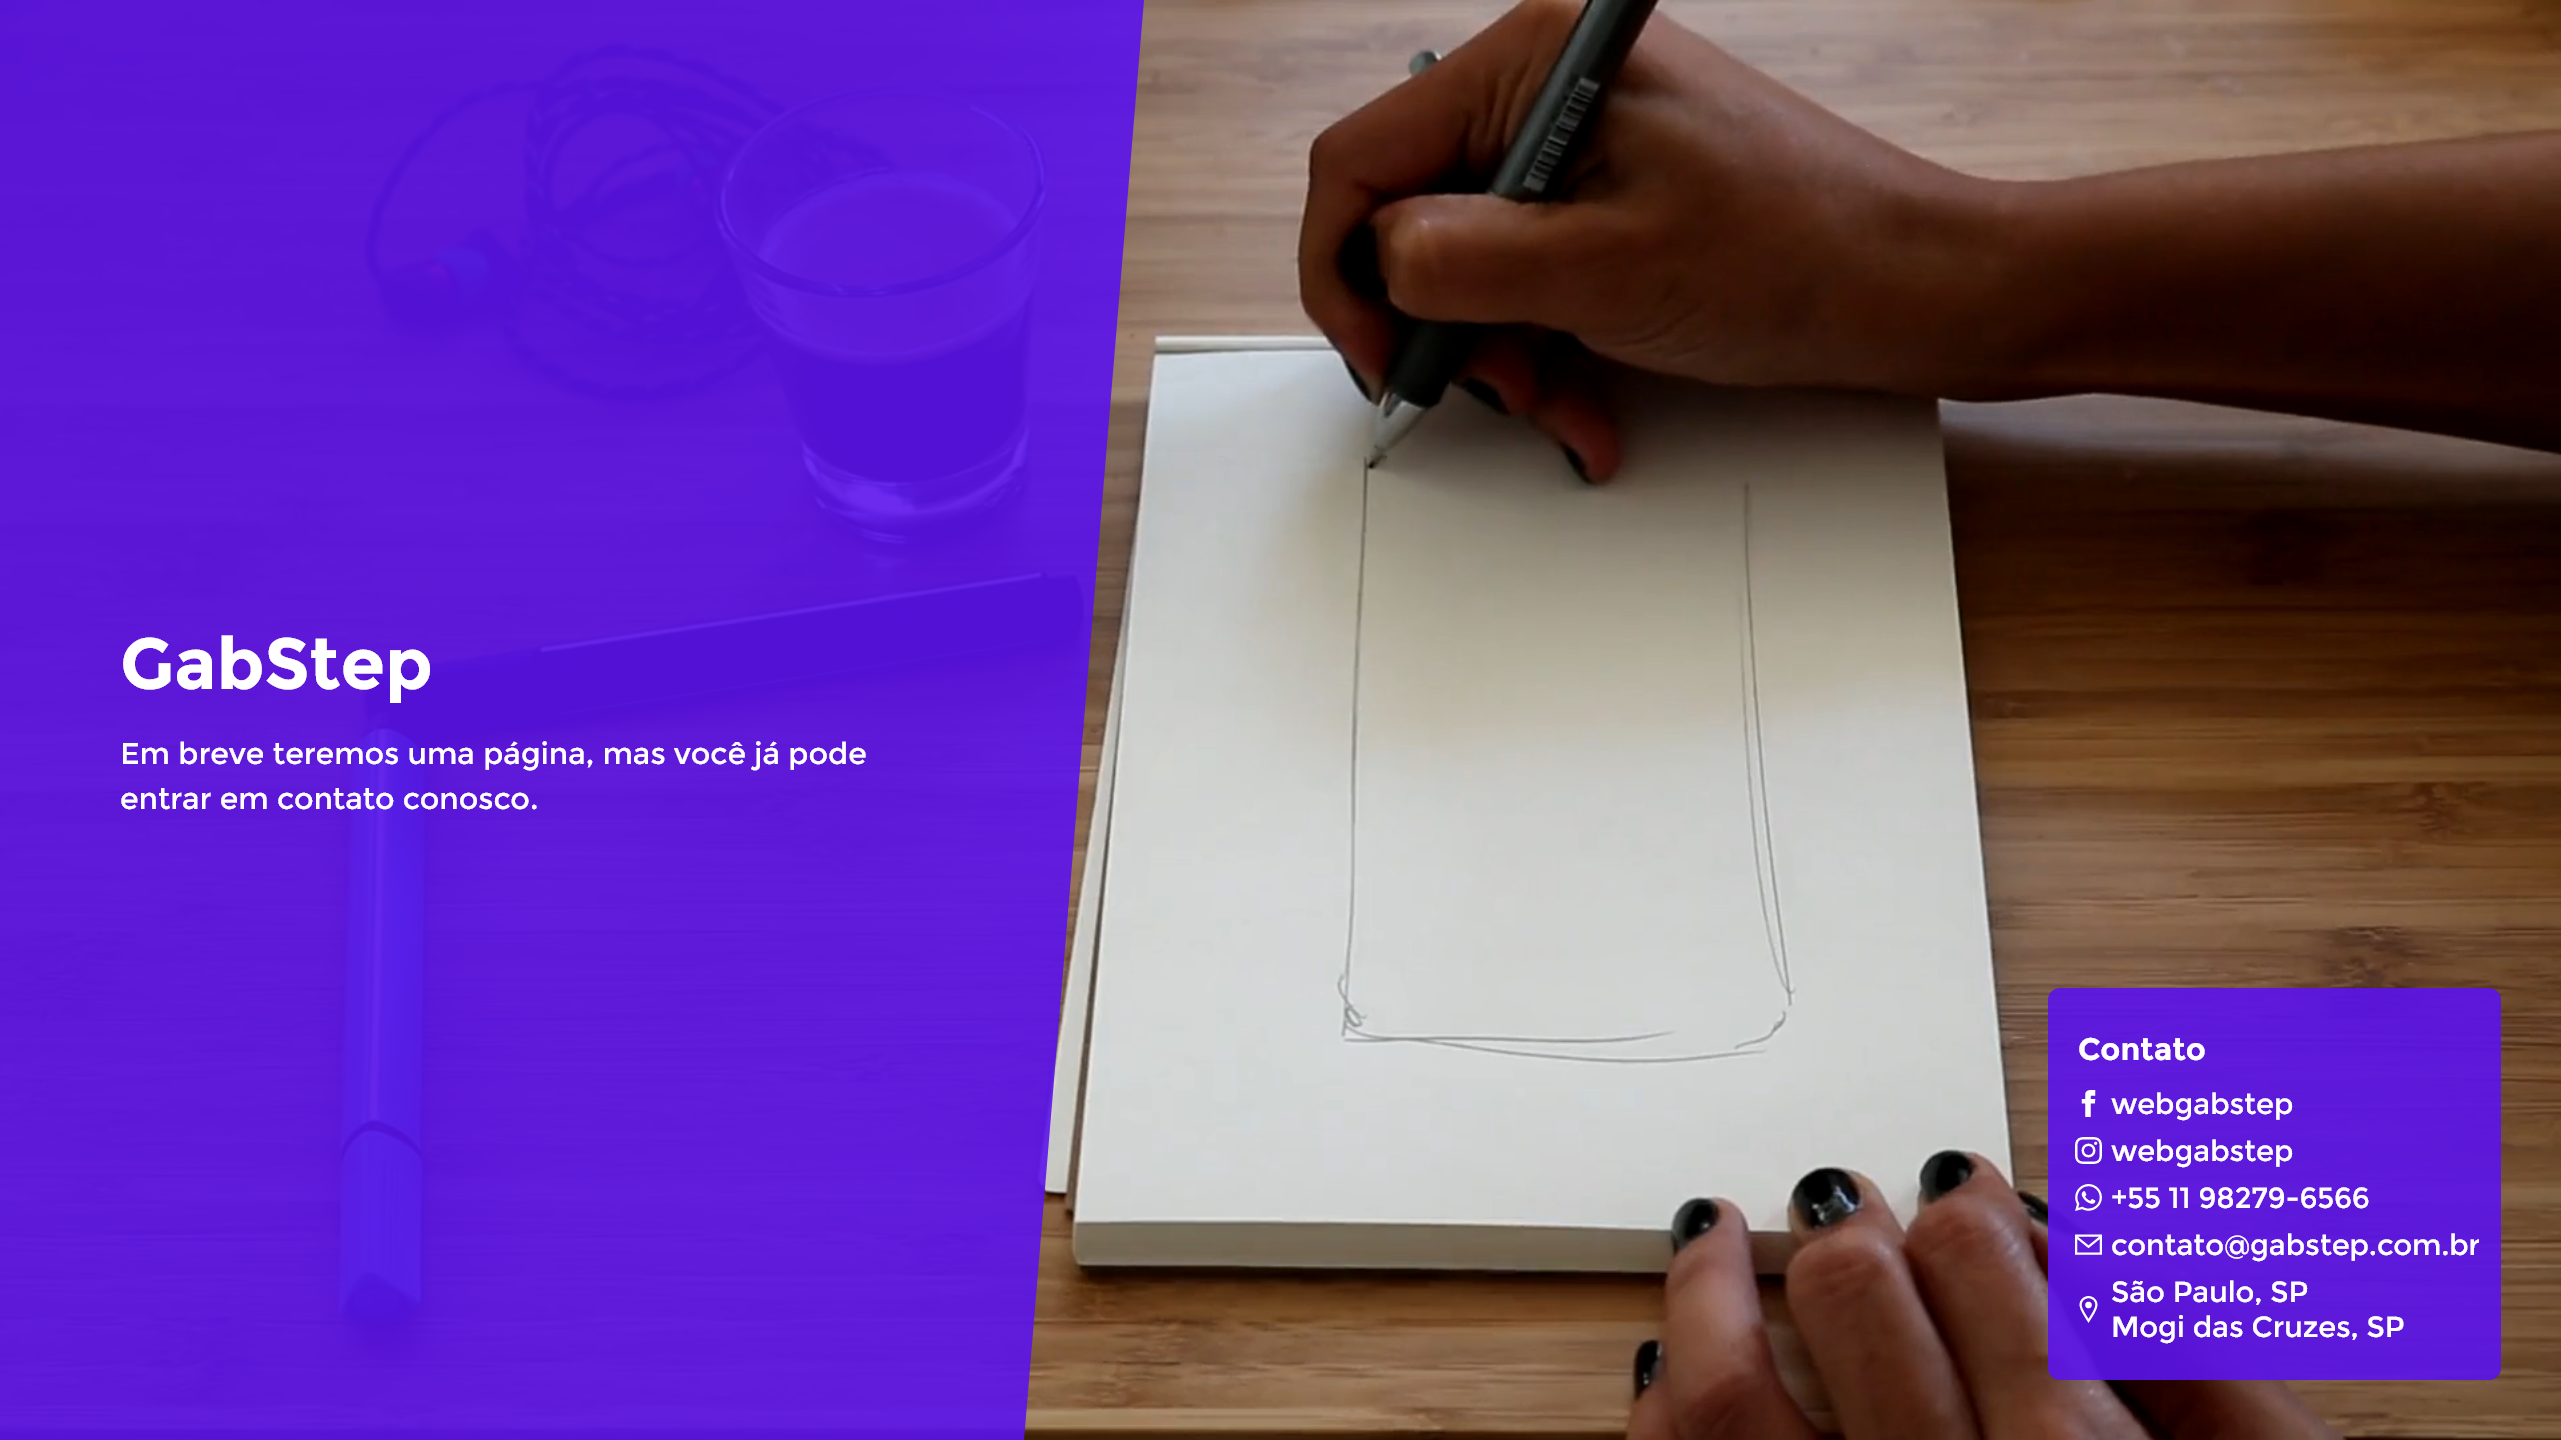 GabStep
Em breve teremos uma página, mas você já pode
entrar em contato conosco.
Contato
webgabstep
webgabstep
+55 11 98279-6566
contato@gabstep.com.br
São Paulo, SP
Mogi das Cruzes, SP